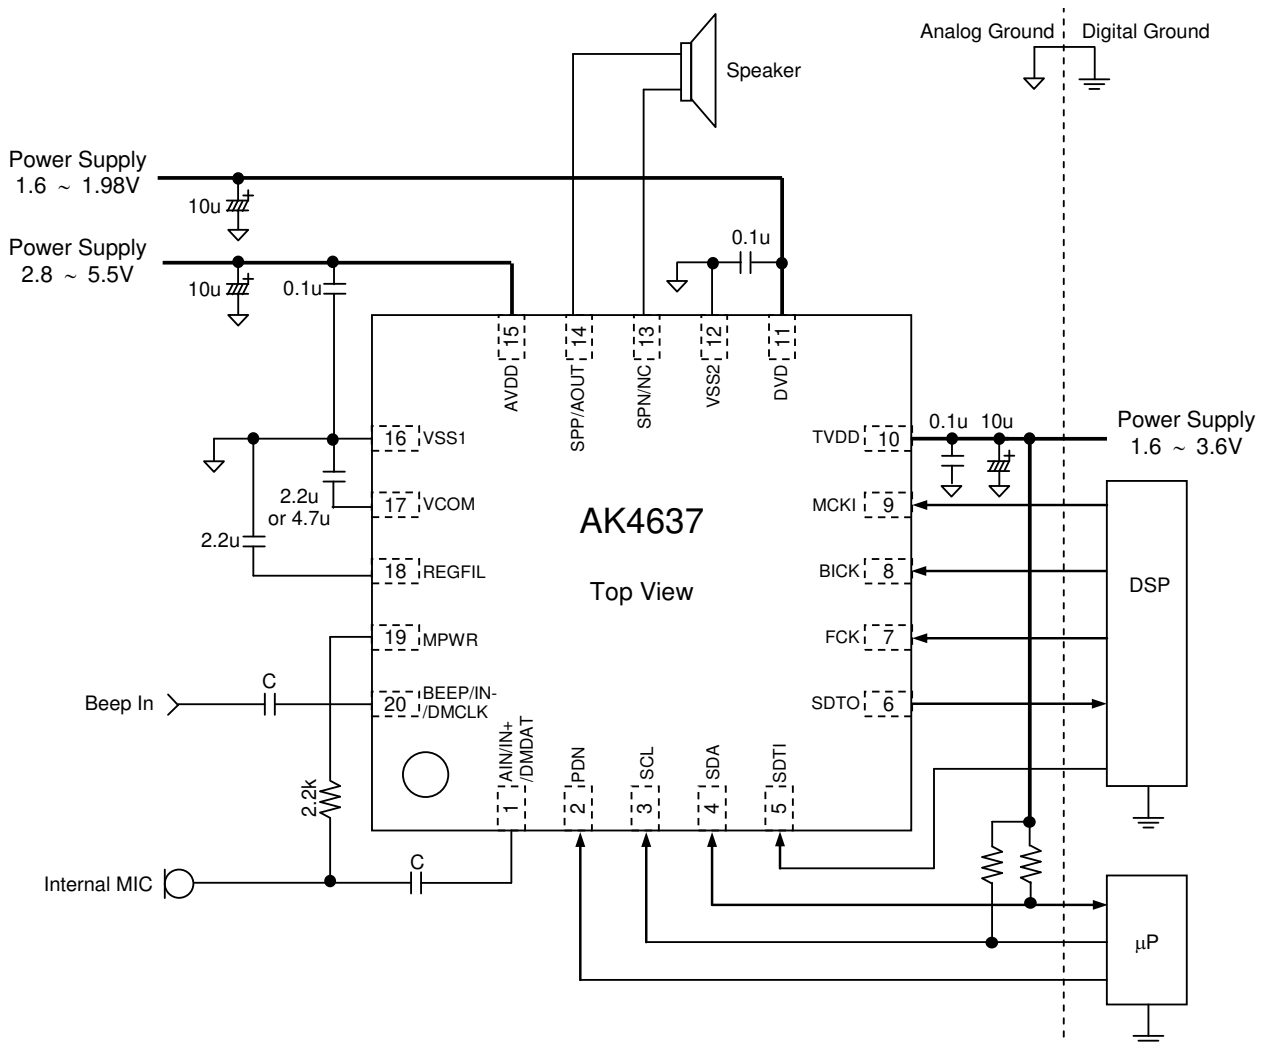 Analog Ground
Digital Ground
Speaker
Power Supply
1.6 ~ 1.98V
10u
+
Power Supply
2.8 ~ 5.5V
10u
+
0.1u
0.1u
15
14
13
12
11
AVDD
SPP/AOUT
SPN/NC
VSS2
DVD
16
VSS1
17
VCOM
2.2u
or 4.7u
2.2u
18
REGFIL
19
MPWR
Beep In
C
20
BEEP/IN-
/DMCLK
AK4637
Top View
TVDD
10
0.1u
10u
+
Power Supply
1.6 ~ 3.6V
MCKI
9
BICK
8
FCK
7
SDTO
6
DSP
AIN/IN+
/DMDAT
PDN
SCL
SDA
SDTI
1
2
3
4
5
2.2k
Internal MIC
C
μP